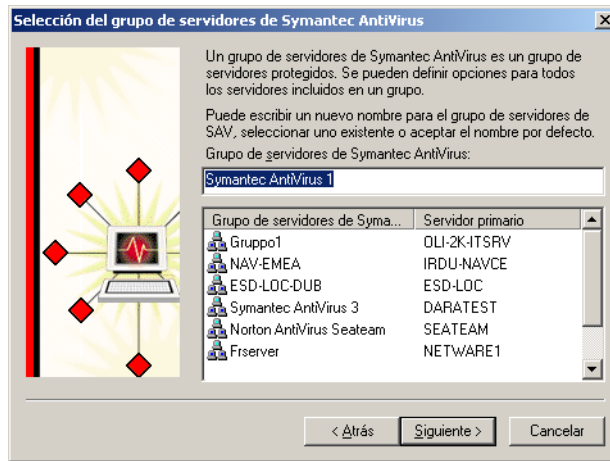 Selección del grupo de servidores de Symantec AntiVirus
Un grupo de servidores de Symantec AntiVirus es un grupo de
servidores protegidos. Se pueden definir opciones para todos
los servidores incluidos en un grupo.
Puede escribir un nuevo nombre para el grupo de servidores de
SAV, seleccionar uno existente o aceptar el nombre por defecto.
Grupo de servidores de Symantec AntiVirus:
Symantec AntiVirus 1
Grupo de servidores de Syma... Servidor primario
Gruppo1 OLI-2K-ITSRV
NAV-EMEA IRDU-NAVCE
ESD-LOC-DUB ESD-LOC
Symantec AntiVirus 3 DARATEST
Norton AntiVirus Seateam SEATEAM
Frserver NETWARE1
< Atrás Siguiente > Cancelar